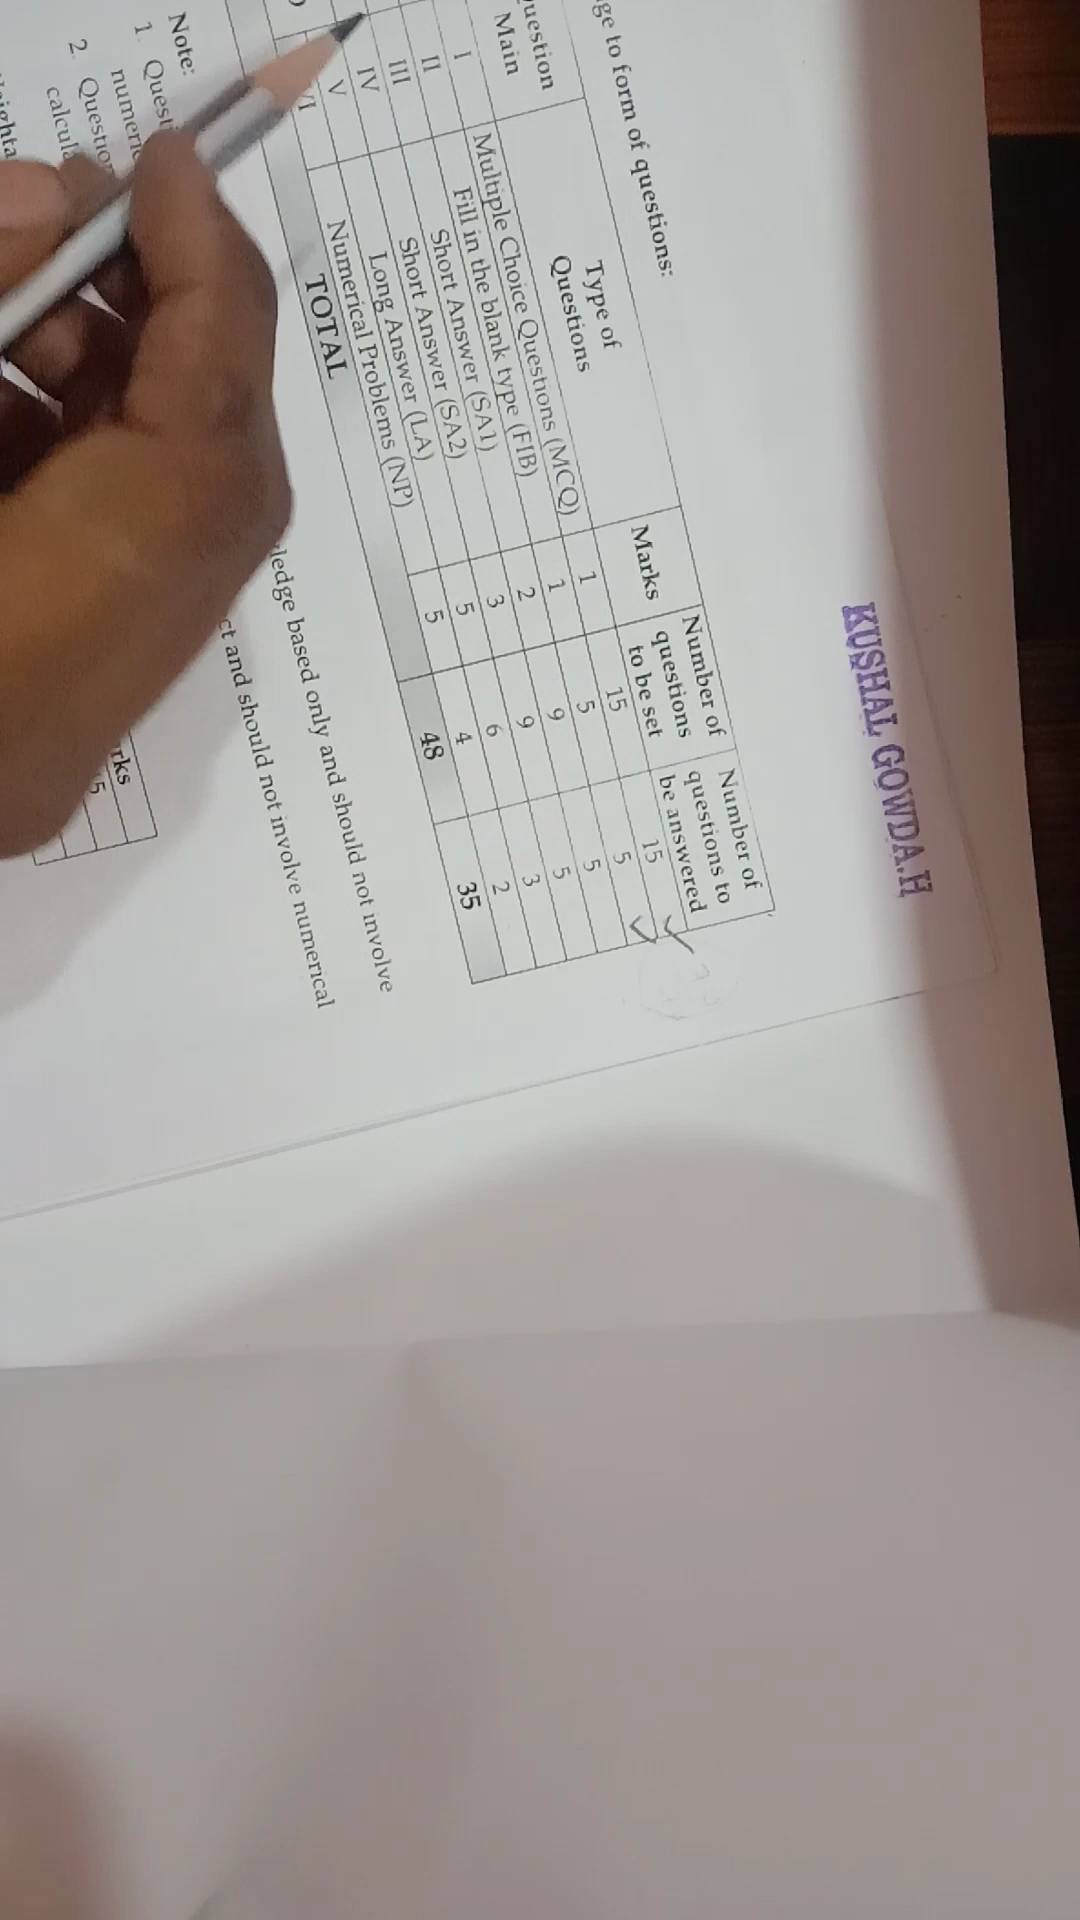 KUSHAL GOWDA.H
ge to form of questions:
uestion Main | Type of Questions | Marks | Number of questions to be set | Number of questions to be answered
I | Multiple Choice Questions (MCQ) | 1 | 15 | 15
II | Fill in the blank type (FIB) | 1 | 5 | 5
III | Short Answer (SA1) | 2 | 9 | 5
IV | Short Answer (SA2) | 3 | 9 | 5
V | Long Answer (LA) | 5 | 6 | 3
VI | Numerical Problems (NP) | 5 | 4 | 2
TOTAL | 48 | 35
Note:
1. Quest ledge based only and should not involve
numeric
2. Question ct and should not involve numerical
calcula
eighta
rks
5